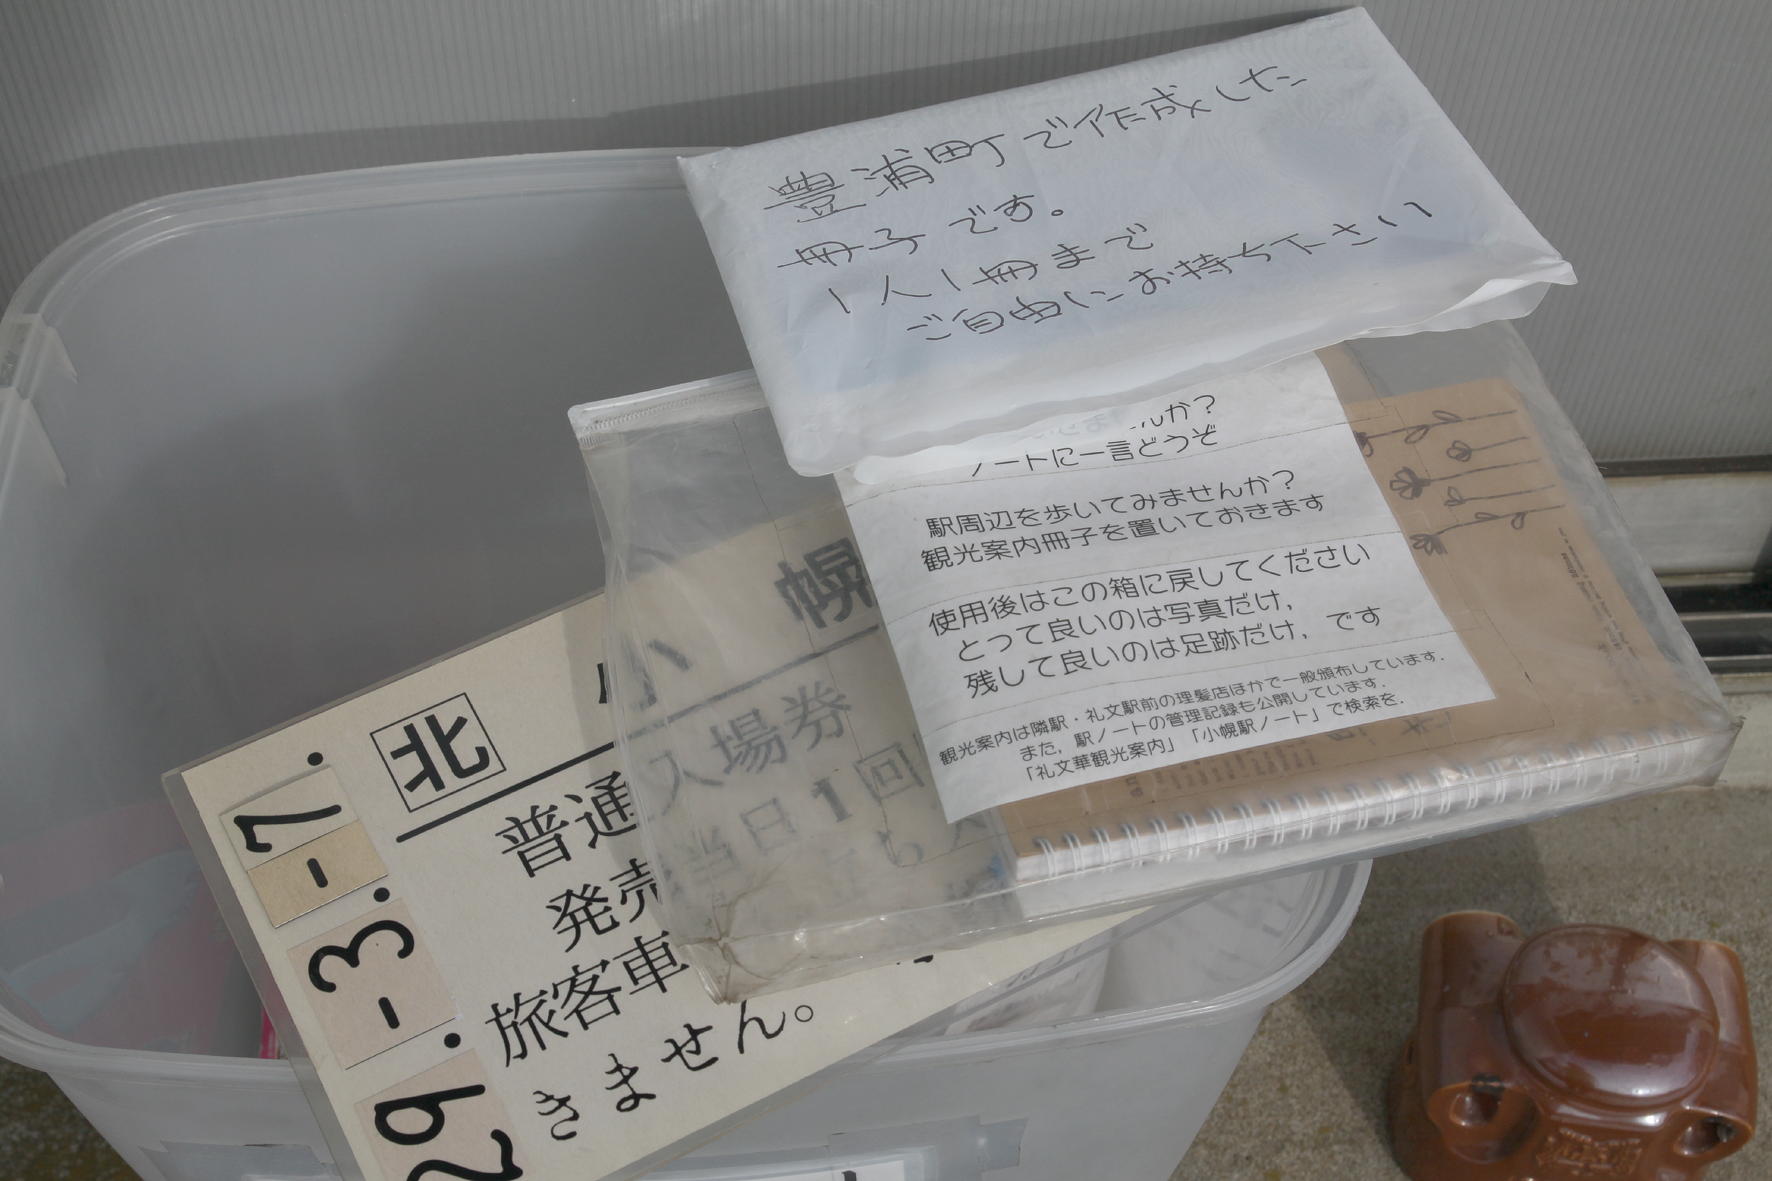 豊浦町で作成した
冊子です。
1人1冊まで
ご自由にお持ち下さい
んか?
ノートに一言どうぞ
駅周辺を歩いてみませんか?
観光案内冊子を置いておきます
使用後はこの箱に戻してください
とって良いのは写真だけ,
残して良いのは足跡だけ, です
観光案内は隣駅・礼文駅前の理髪店ほかで一般頒布しています.
また, 駅ノートの管理記録も公開しています.
「礼文華観光案内」「小幌駅ノート」で検索を.
小幌
北
普通入場券
発売当日1回
旅客車
きません。
29.-3.-7.